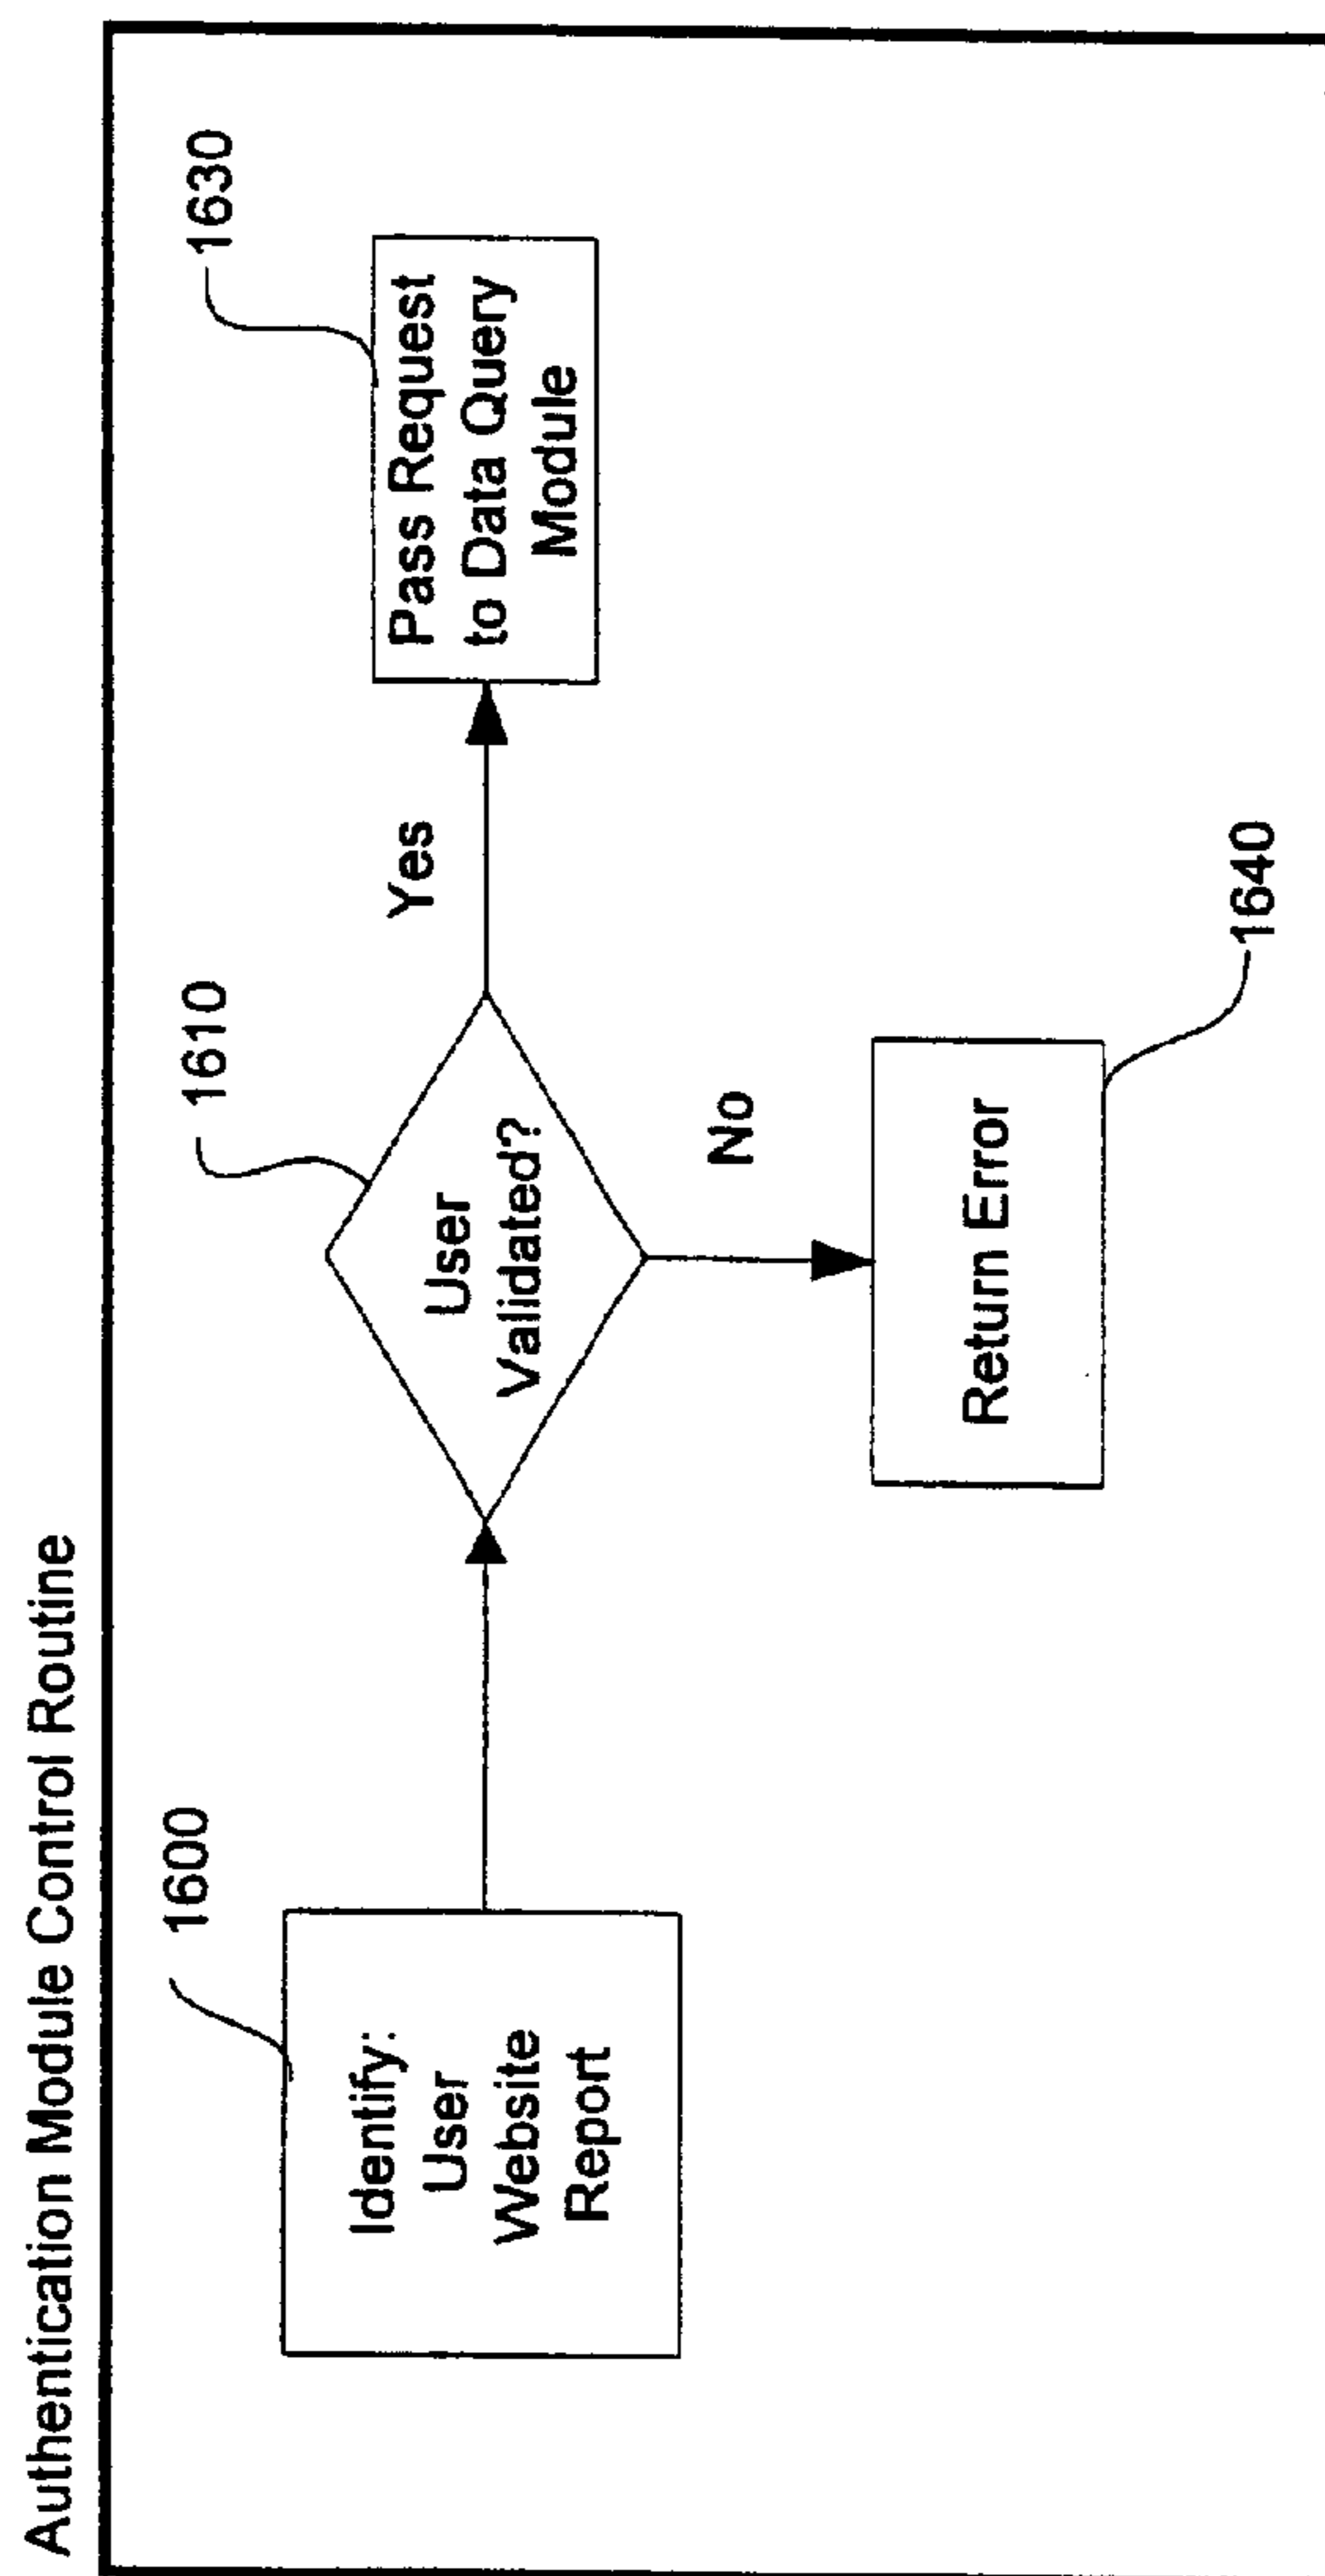 Authentication Module Control Routine
1600
Identify:
User
Website
Report
1610
User
Validated?
Yes
1630
Pass Request
to Data Query
Module
No
Return Error
1640